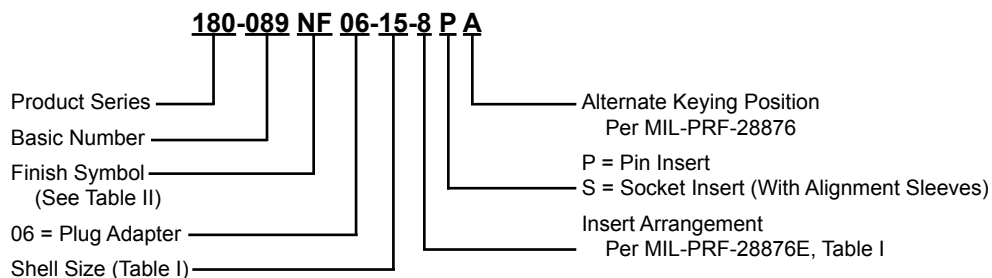 180-089 NF 06-15-8 P A
Product Series
Basic Number
Finish Symbol
(See Table II)
06 = Plug Adapter
Shell Size (Table I)
Alternate Keying Position
Per MIL-PRF-28876
P = Pin Insert
S = Socket Insert (With Alignment Sleeves)
Insert Arrangement
Per MIL-PRF-28876E, Table I